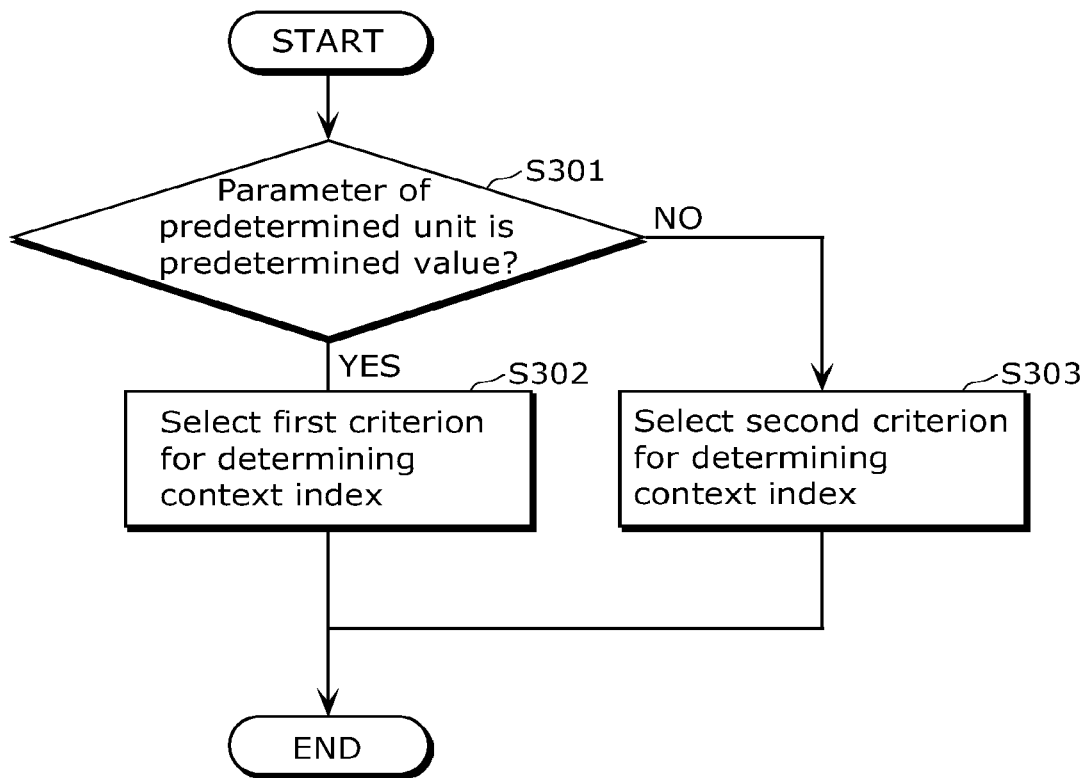 START
S301
Parameter of
predetermined unit is
predetermined value?
NO
YES
S302
Select first criterion
for determining
context index
S303
Select second criterion
for determining
context index
END